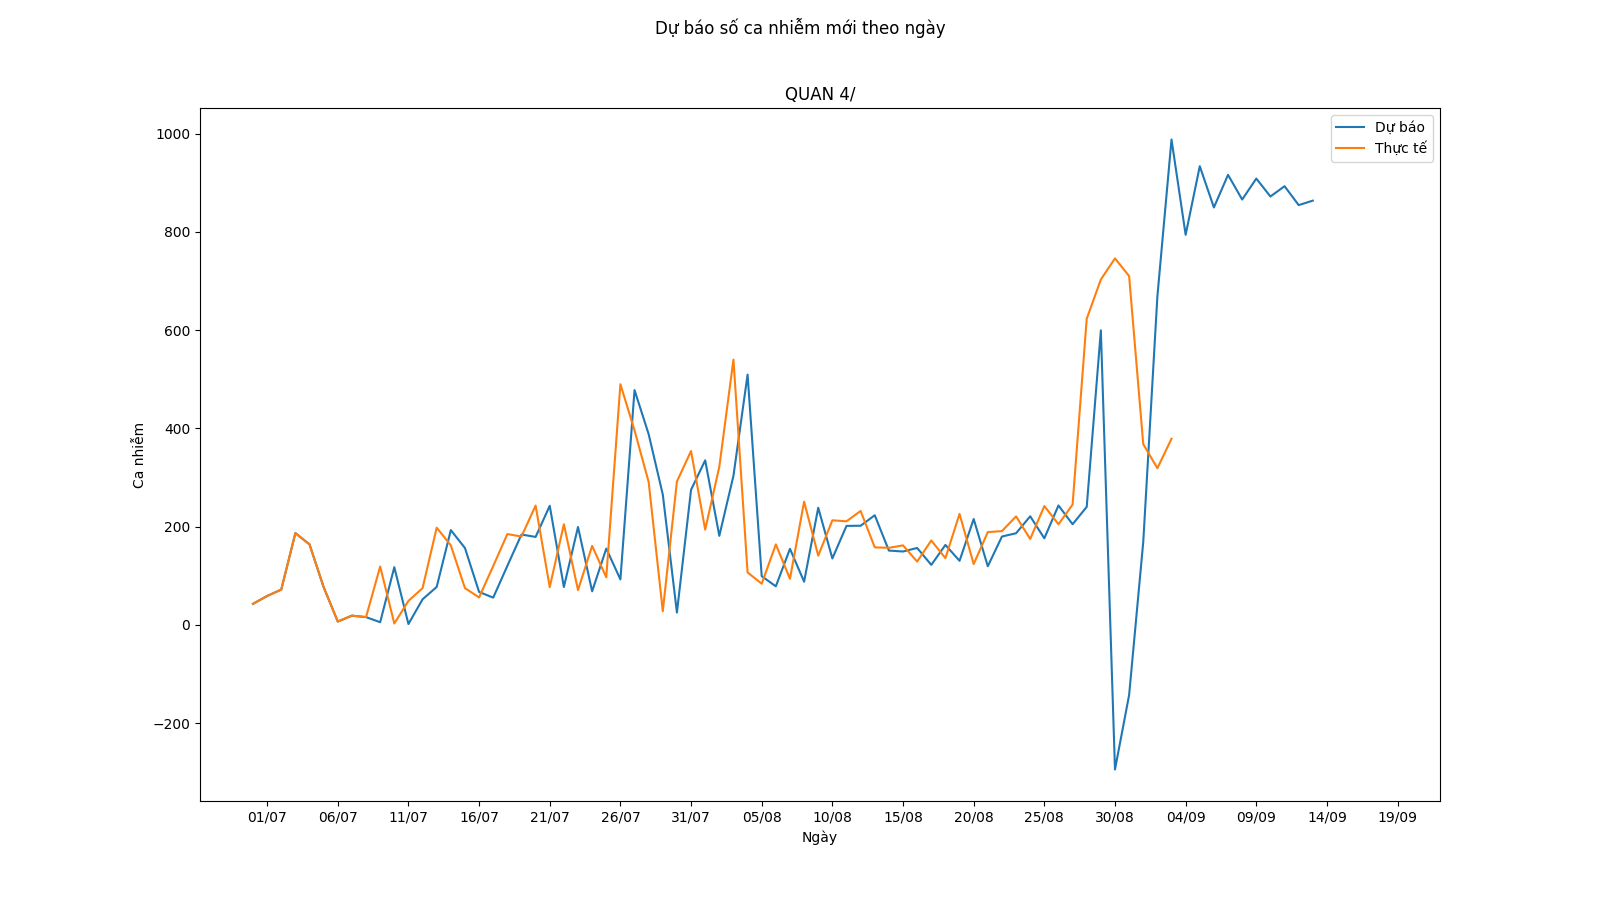 Dự báo số ca nhiễm mới theo ngày
QUAN 4/
Dự báo
Thực tế
1000
800
600
400
200
0
−200
Ca nhiễm
01/07 06/07 11/07 16/07 21/07 26/07 31/07 05/08 10/08 15/08 20/08 25/08 30/08 04/09 09/09 14/09 19/09
Ngày